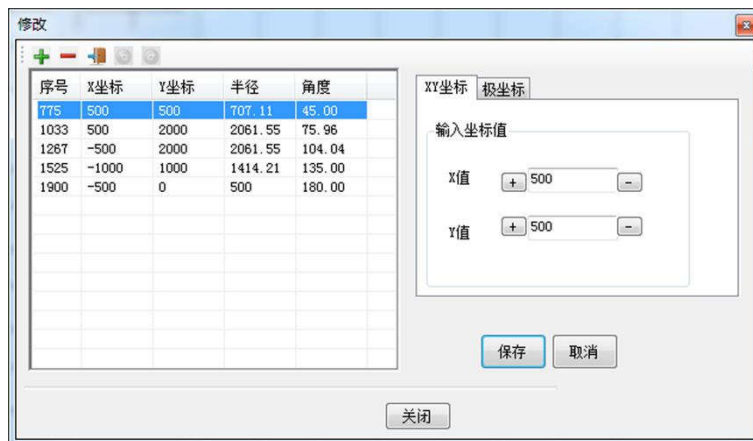 修改
序号 X坐标 Y坐标 半径 角度
775 500 500 707.11 45.00
1033 500 2000 2061.55 75.96
1267 -500 2000 2061.55 104.04
1525 -1000 1000 1414.21 135.00
1900 -500 0 500 180.00
XY坐标 极坐标
输入坐标值
X值 + 500 -
Y值 + 500 -
保存 取消
关闭